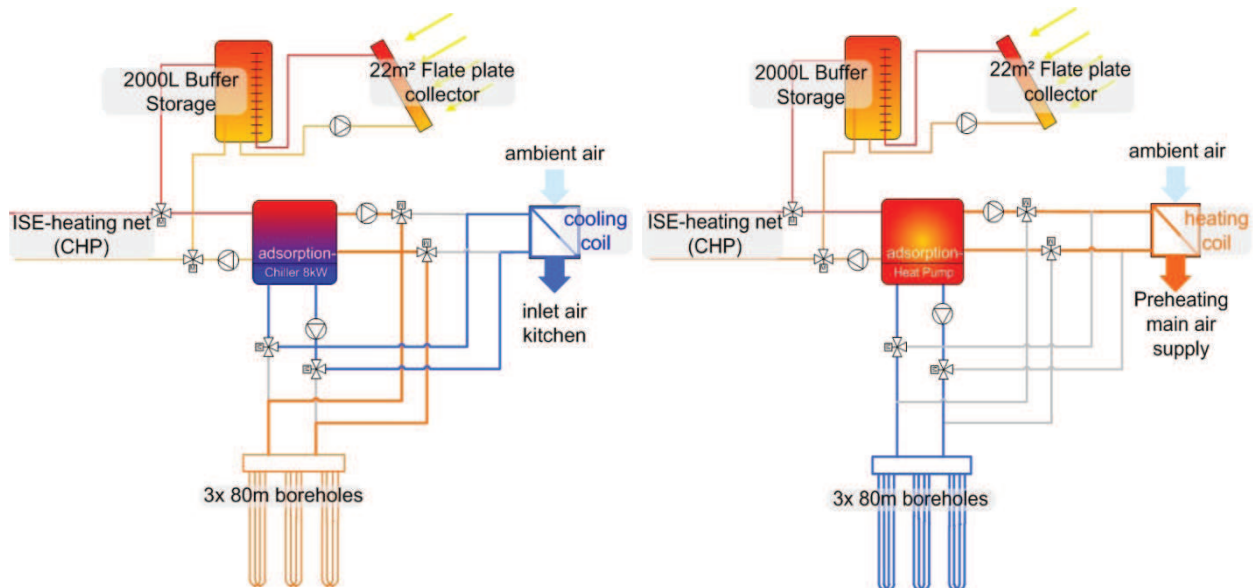 2000L Buffer
Storage
22m² Flate plate
collector
ambient air
ISE-heating net
(CHP)
adsorption-
Chiller 8kW
cooling
coil
inlet air
kitchen
3x 80m boreholes
2000L Buffer
Storage
22m² Flate plate
collector
ambient air
ISE-heating net
(CHP)
adsorption-
Heat Pump
heating
coil
Preheating
main air
supply
3x 80m boreholes